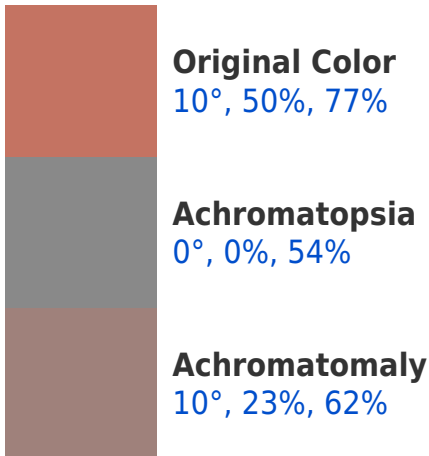 Original Color
10°, 50%, 77%
Achromatopsia
0°, 0%, 54%
Achromatomaly
10°, 23%, 62%